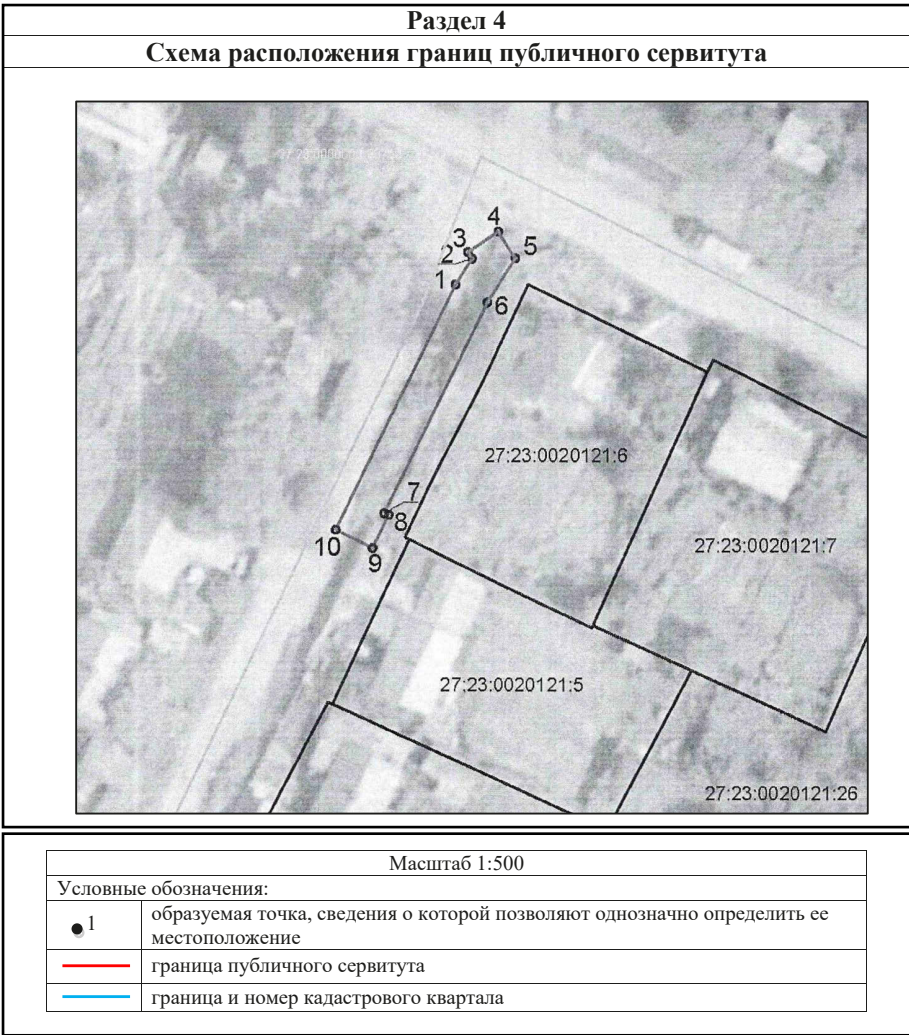 Раздел 4
Схема расположения границ публичного сервитута
4
3
5
2
1
6
27:23:0020121:6
7
8
10
9
27:23:0020121:7
27:23:0020121:5
27:23:0020121:26
Масштаб 1:500
Условные обозначения:
1 образуемая точка, сведения о которой позволяют однозначно определить ее
местоположение
граница публичного сервитута
граница и номер кадастрового квартала